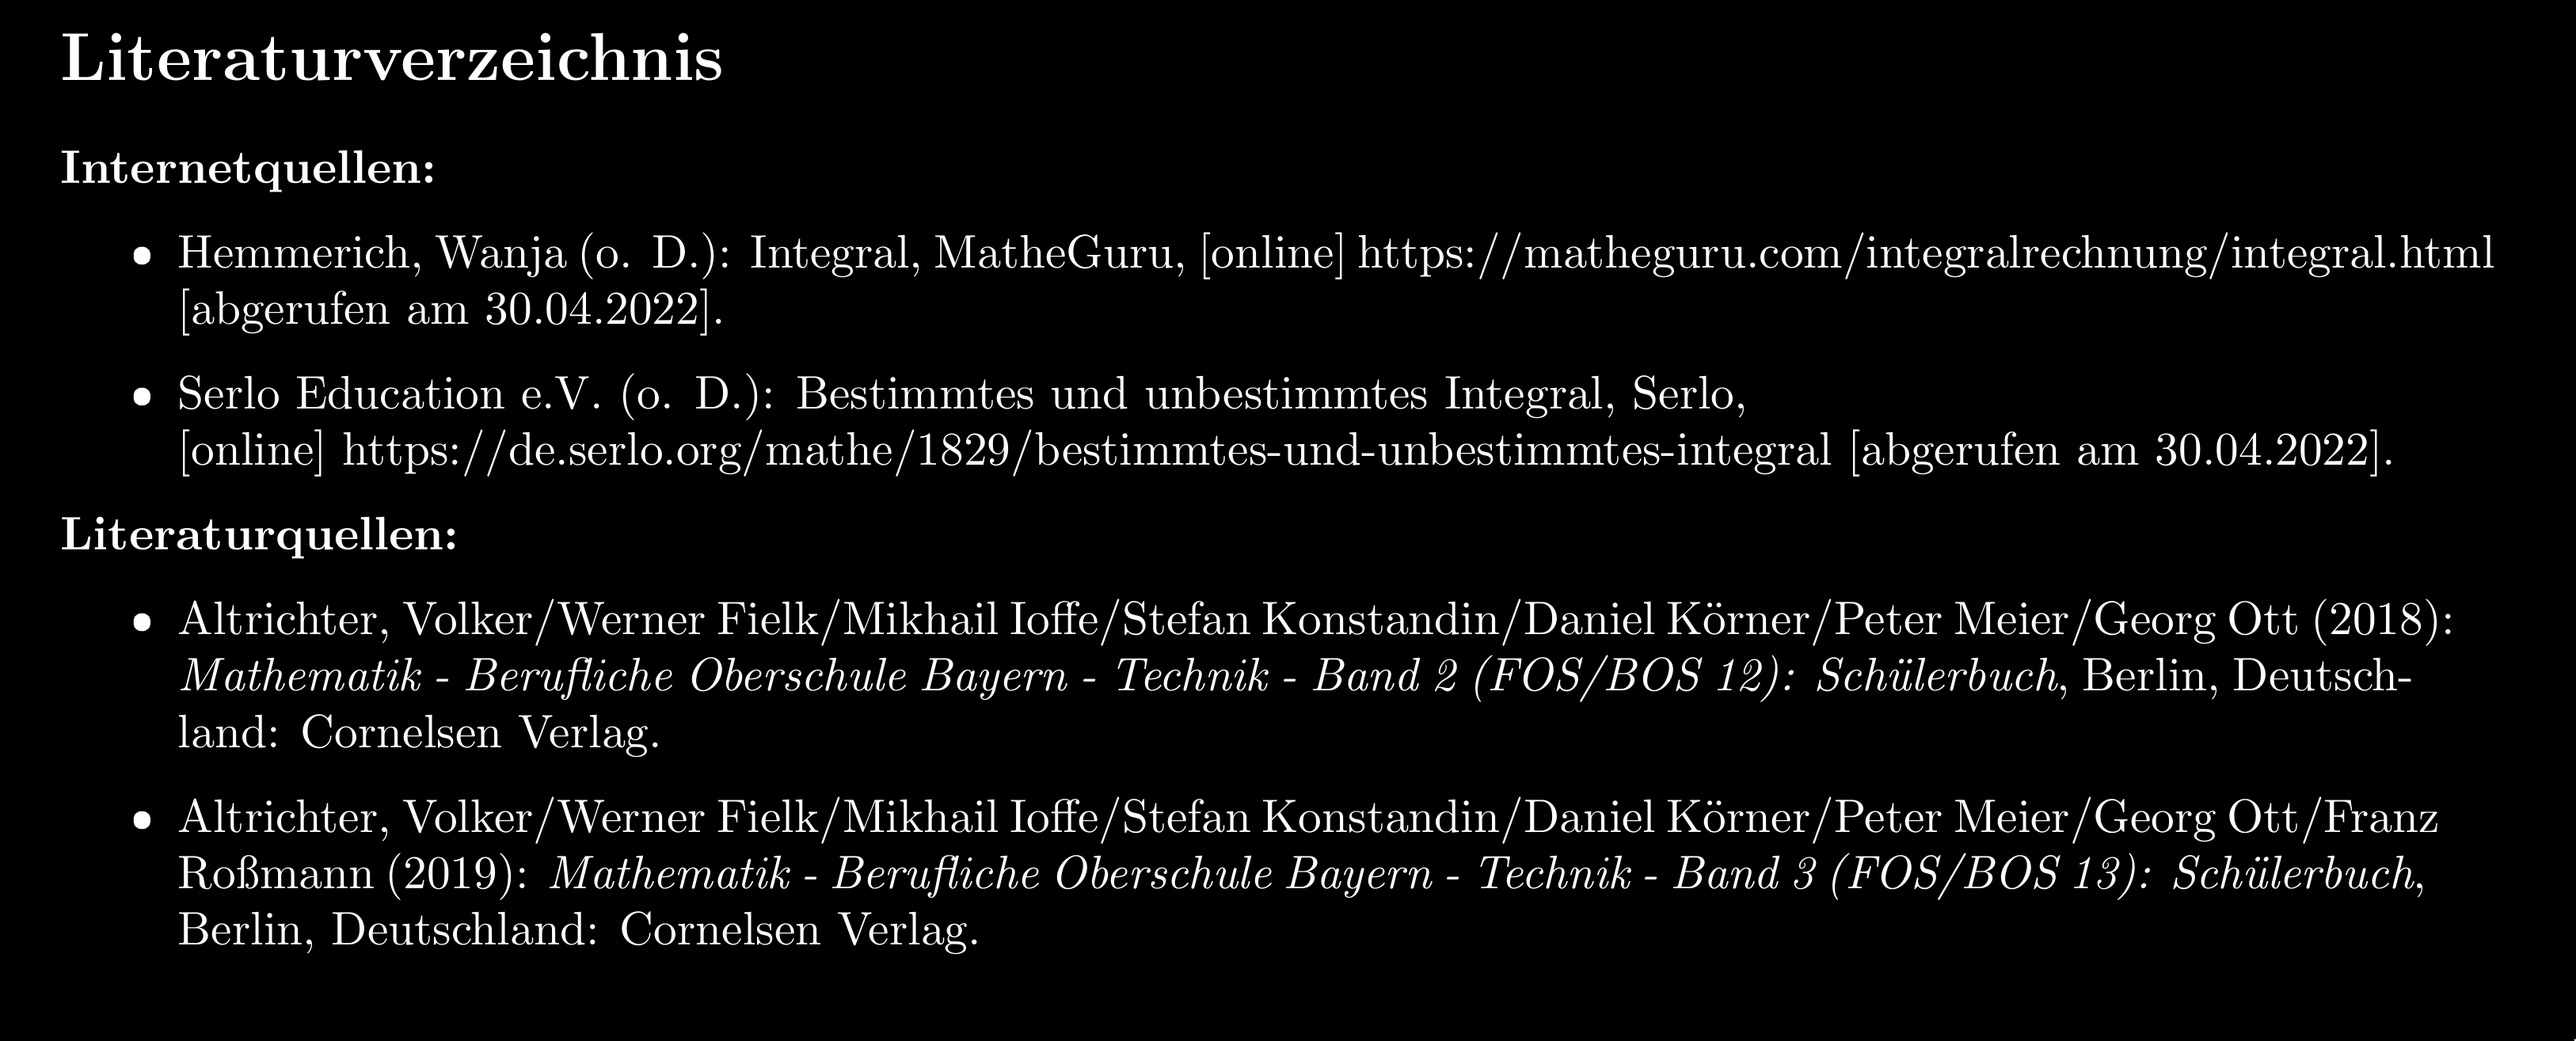 Literaturverzeichnis
Internetquellen:
• Hemmerich, Wanja (o. D.): Integral, MatheGuru, [online] https://matheguru.com/integralrechnung/integral.html
[abgerufen am 30.04.2022].
• Serlo Education e.V. (o. D.): Bestimmtes und unbestimmtes Integral, Serlo,
[online] https://de.serlo.org/mathe/1829/bestimmtes-und-unbestimmtes-integral [abgerufen am 30.04.2022].
Literaturquellen:
• Altrichter, Volker/Werner Fielk/Mikhail Ioffe/Stefan Konstandin/Daniel Körner/Peter Meier/Georg Ott (2018):
Mathematik - Berufliche Oberschule Bayern - Technik - Band 2 (FOS/BOS 12): Schülerbuch, Berlin, Deutsch-
land: Cornelsen Verlag.
• Altrichter, Volker/Werner Fielk/Mikhail Ioffe/Stefan Konstandin/Daniel Körner/Peter Meier/Georg Ott/Franz
Roßmann (2019): Mathematik - Berufliche Oberschule Bayern - Technik - Band 3 (FOS/BOS 13): Schülerbuch,
Berlin, Deutschland: Cornelsen Verlag.